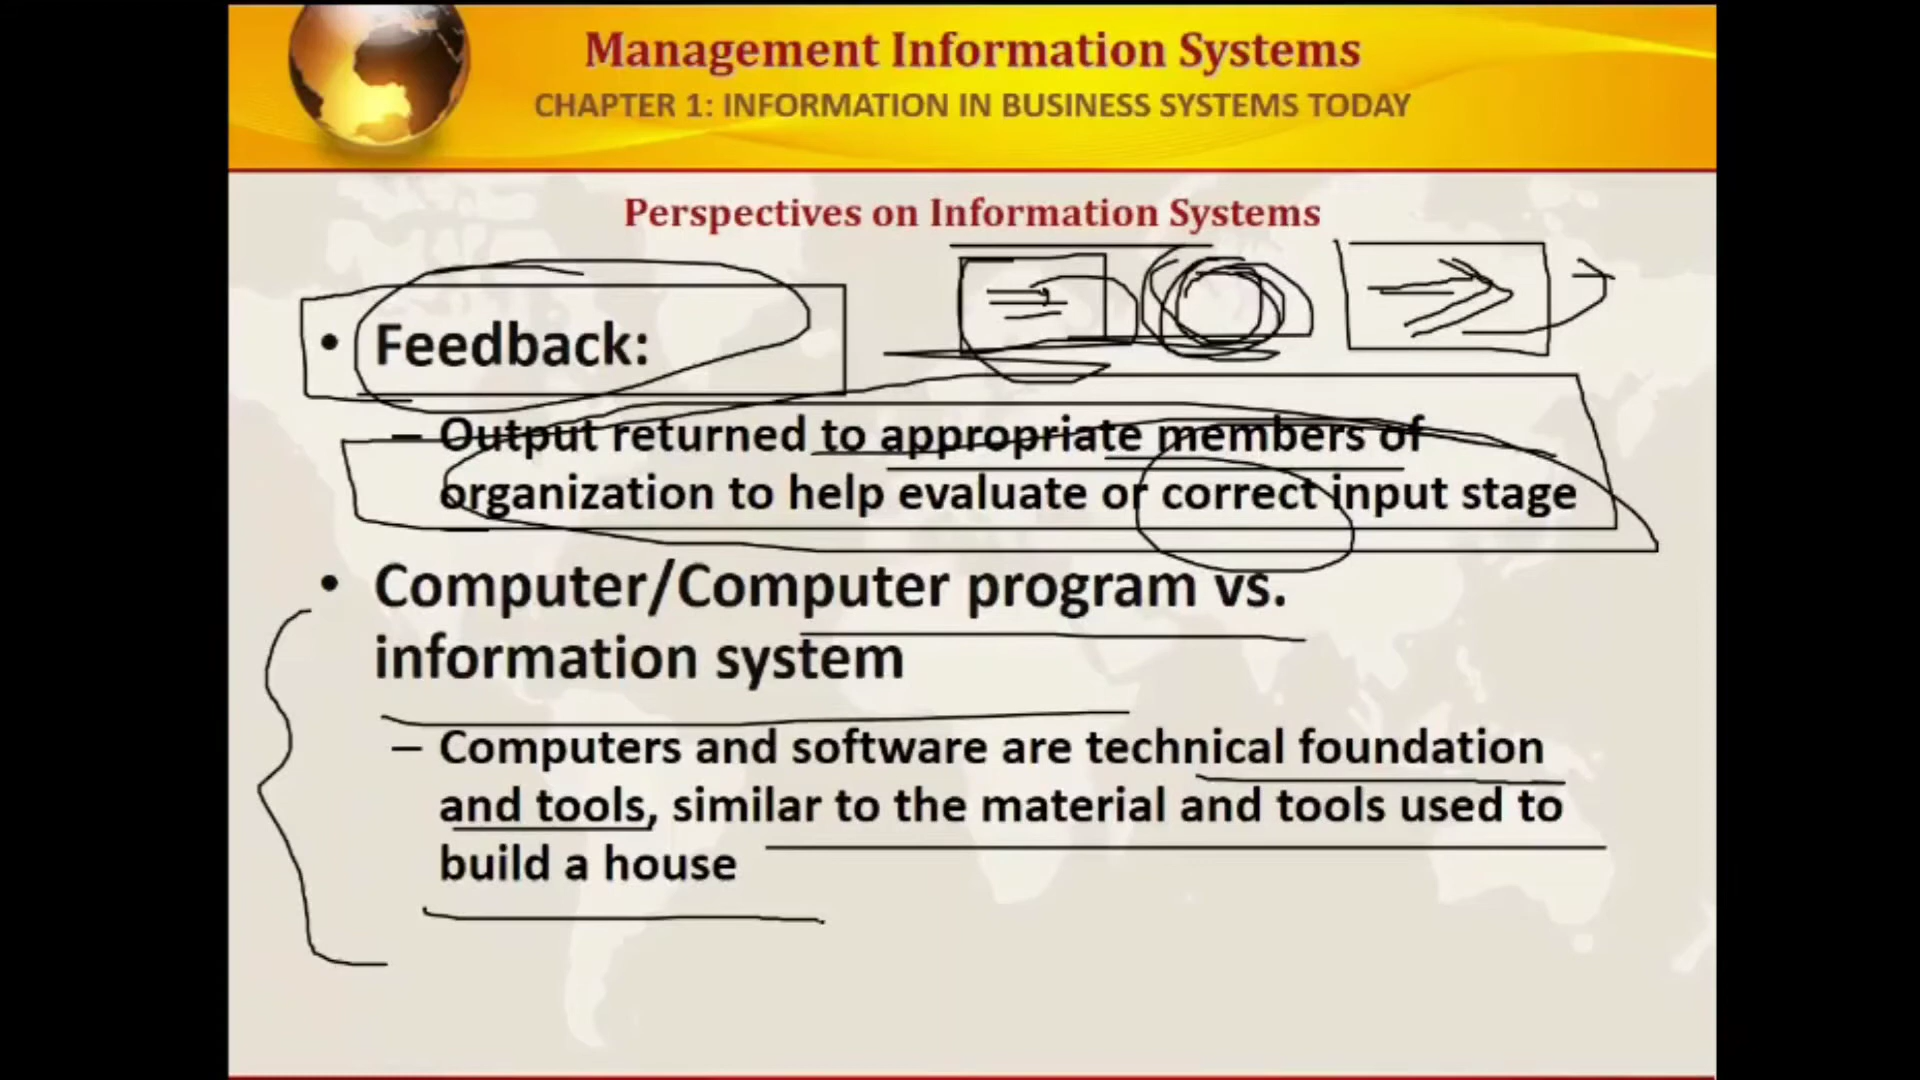 Management Information Systems
CHAPTER 1: INFORMATION IN BUSINESS SYSTEMS TODAY
Perspectives on Information Systems
• Feedback:
– Output returned to appropriate members of
organization to help evaluate or correct input stage
• Computer/Computer program vs.
information system
– Computers and software are technical foundation
and tools, similar to the material and tools used to
build a house